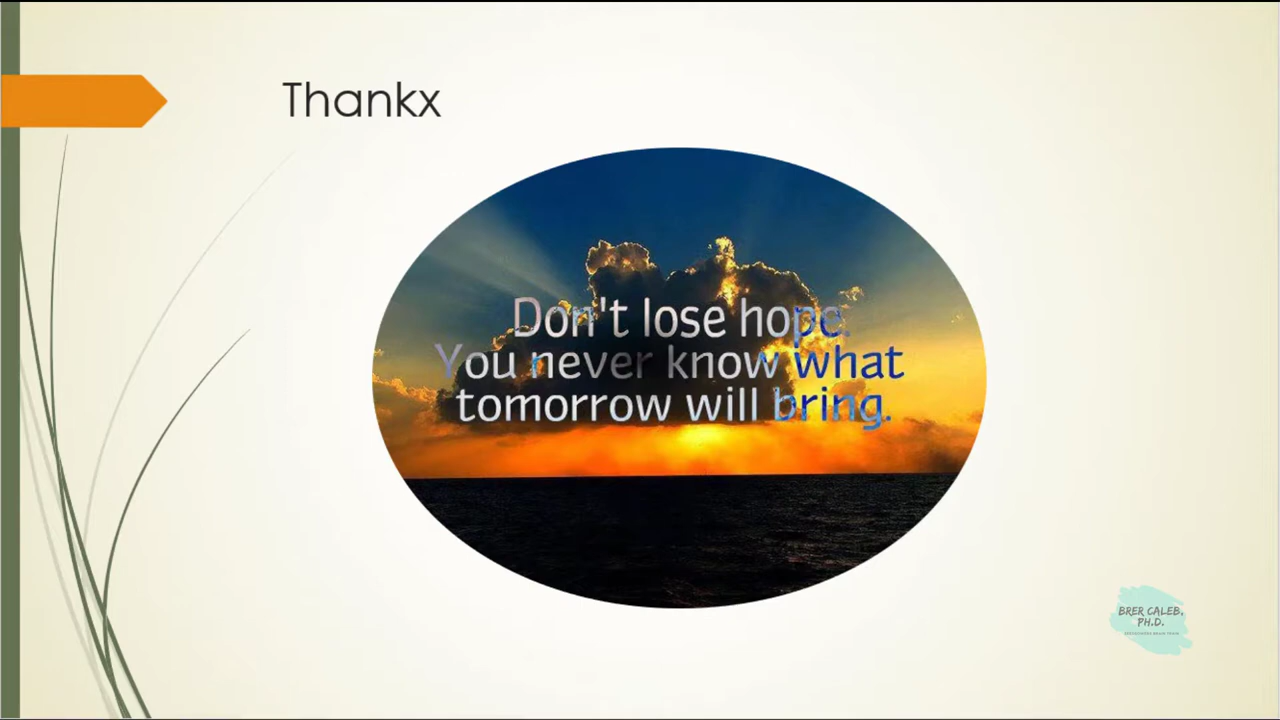 Thankx
Don't lose hope.
You never know what
tomorrow will bring.
BRER CALEB,
PH.D.